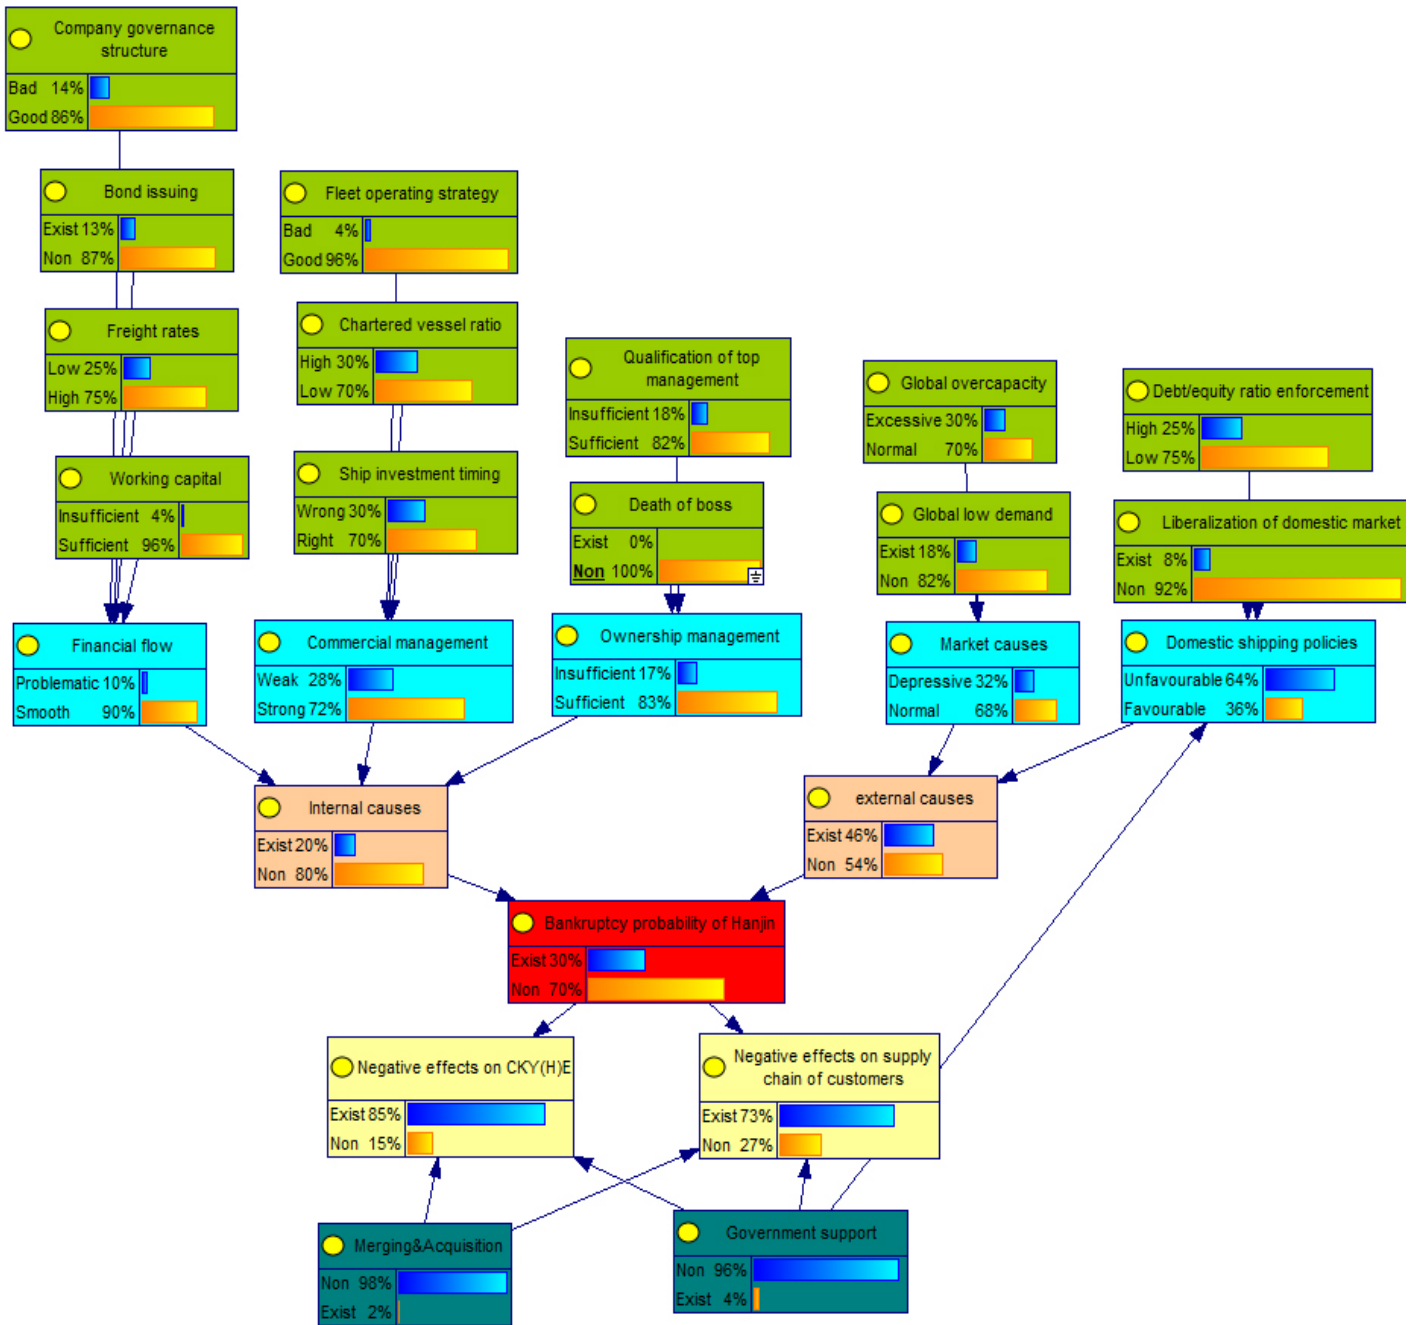 Company governance
structure
Bad 14%
Good 86%
Bond issuing
Exist 13%
Non 87%
Fleet operating strategy
Bad 4%
Good 96%
Freight rates
Low 25%
High 75%
Chartered vessel ratio
High 30%
Low 70%
Qualification of top
management
Insufficient 18%
Sufficient 82%
Global overcapacity
Excessive 30%
Normal 70%
Debt/equity ratio enforcement
High 25%
Low 75%
Working capital
Insufficient 4%
Sufficient 96%
Ship investment timing
Wrong 30%
Right 70%
Death of boss
Exist 0%
Non 100%
Global low demand
Exist 18%
Non 82%
Liberalization of domestic market
Exist 8%
Non 92%
Financial flow
Problematic 10%
Smooth 90%
Commercial management
Weak 28%
Strong 72%
Ownership management
Insufficient 17%
Sufficient 83%
Market causes
Depressive 32%
Normal 68%
Domestic shipping policies
Unfavourable 64%
Favourable 36%
Internal causes
Exist 20%
Non 80%
external causes
Exist 46%
Non 54%
Bankruptcy probability of Hanjin
Exist 30%
Non 70%
Negative effects on CKY(H)E
Exist 85%
Non 15%
Negative effects on supply
chain of customers
Exist 73%
Non 27%
Merging&Acquisition
Non 98%
Exist 2%
Government support
Non 96%
Exist 4%